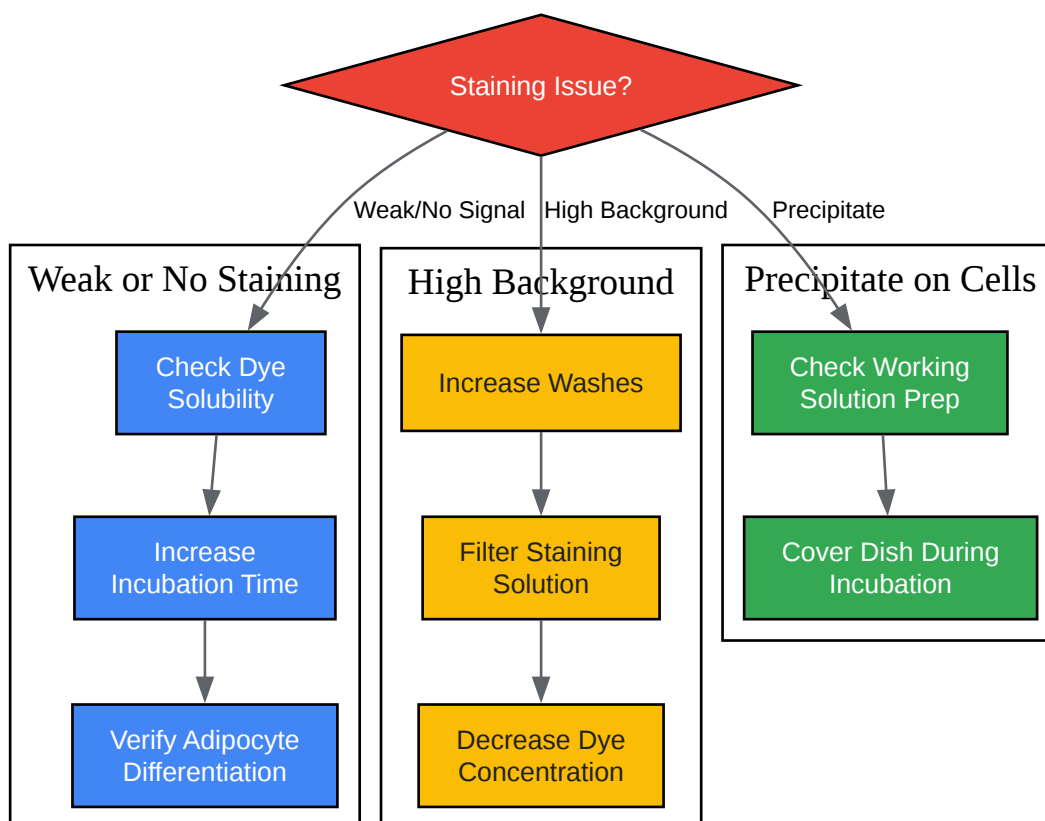 Staining Issue?
Weak/No Signal
High Background
Precipitate
Weak or No Staining
Check Dye
Solubility
Increase
Incubation Time
Verify Adipocyte
Differentiation
High Background
Increase Washes
Filter Staining
Solution
Decrease Dye
Concentration
Precipitate on Cells
Check Working
Solution Prep
Cover Dish During
Incubation